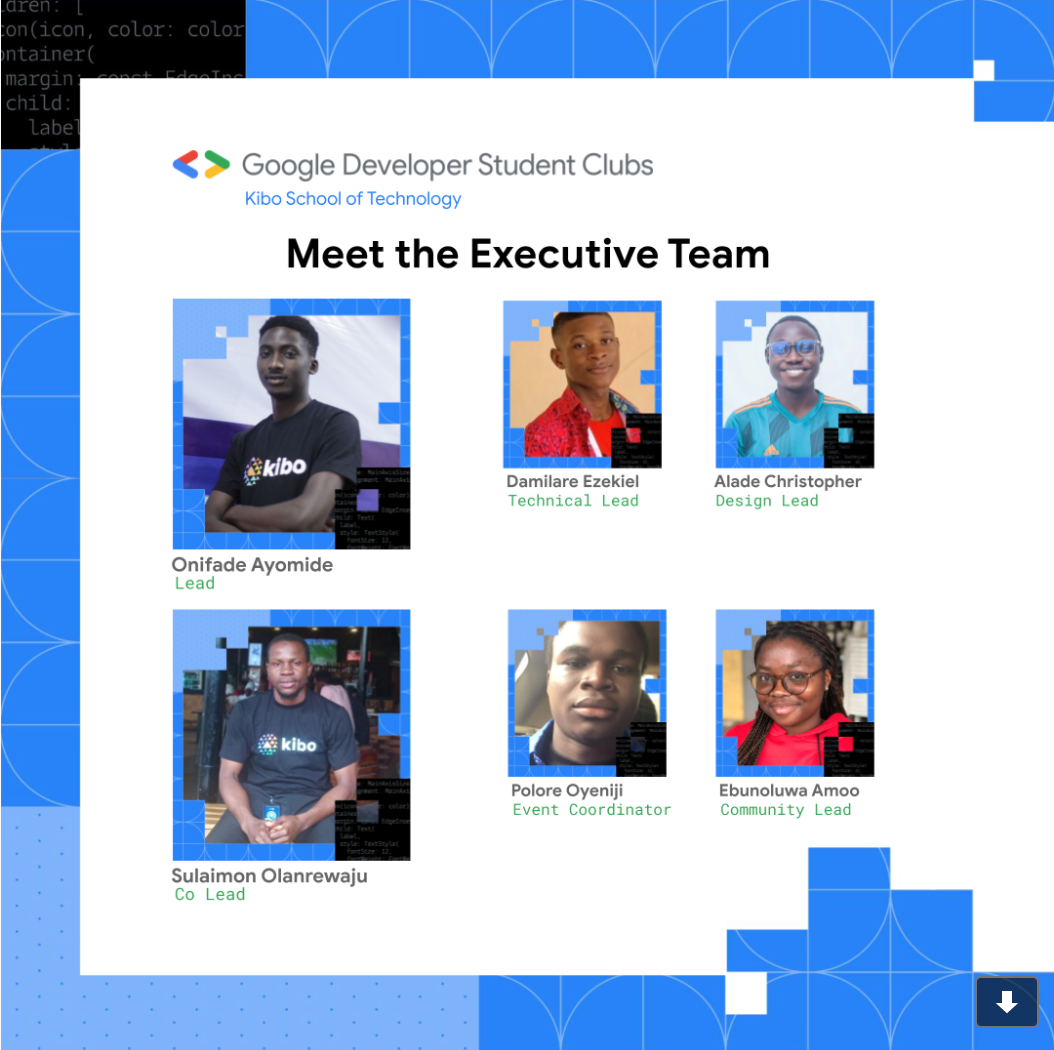 dren: [
con(icon, color: color
ontainer(
margin: const EdgeIns
child:
label
Google Developer Student Clubs
Kibo School of Technology
Meet the Executive Team
kibo
Onifade Ayomide
Lead
Damilare Ezekiel
Technical Lead
Alade Christopher
Design Lead
kibo
Sulaimon Olanrewaju
Co Lead
Polore Oyeniji
Event Coordinator
Ebunoluwa Amoo
Community Lead